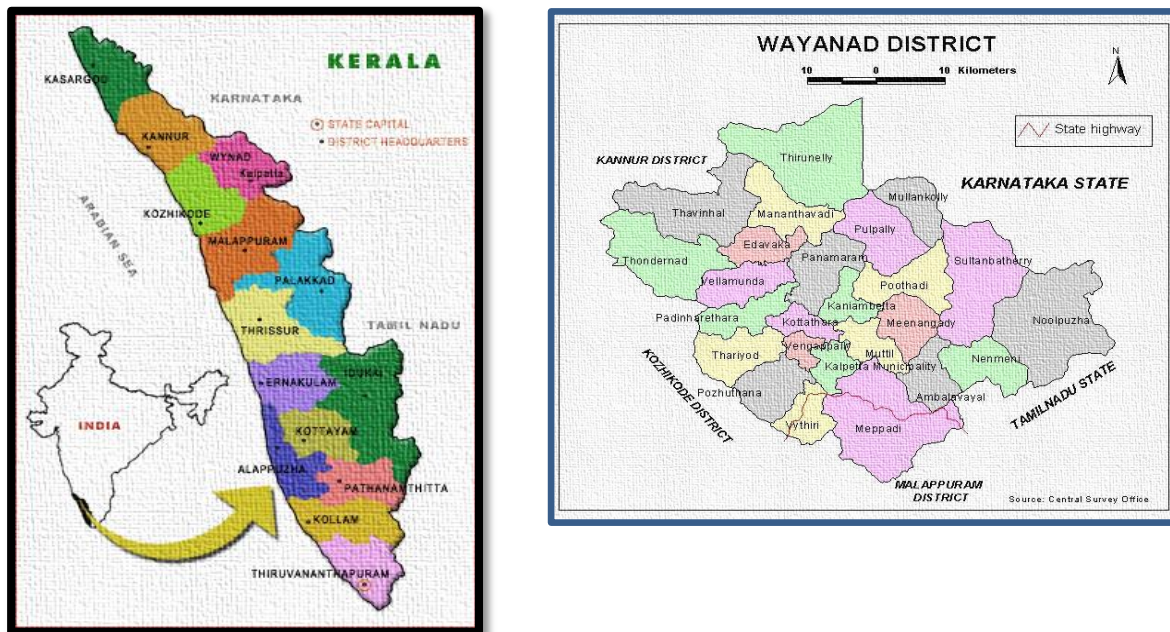 KERALA
KASARGOD
KARNATAKA
STATE CAPITAL
DISTRICT HEADQUARTERS
KANNUR
WYNAD
Kalpatta
KOZHIKODE
ARABIAN SEA
MALAPPURAM
PALAKKAD
THRISSUR
TAMIL NADU
ERNAKULAM
IDUKKI
INDIA
KOTTAYAM
ALAPPUZHA
PATHANAMTHITTA
KOLLAM
THIRUVANANTHAPURAM
WAYANAD DISTRICT
10 0 10 Kilometers
N
State highway
KANNUR DISTRICT
Thirunelly
KARNATAKA STATE
Mullankolly
Thavinhal
Mananthavadi
Pulpally
Edavaka
Thondernad
Panamaram
Sultanbatherry
Vellamunda
Poothadi
Kaniambetta
Padinharethara
Kottathara
Meenangady
Noolpuzha
Thariyod
Vengappally
Muttil
Nenmeni
Kalpetta Municipality
Pozhuthana
Ambalavayal
KOZHIKODE DISTRICT
TAMILNADU STATE
Vythiri
Meppadi
MALAPPURAM
DISTRICT
Source: Central Survey Office